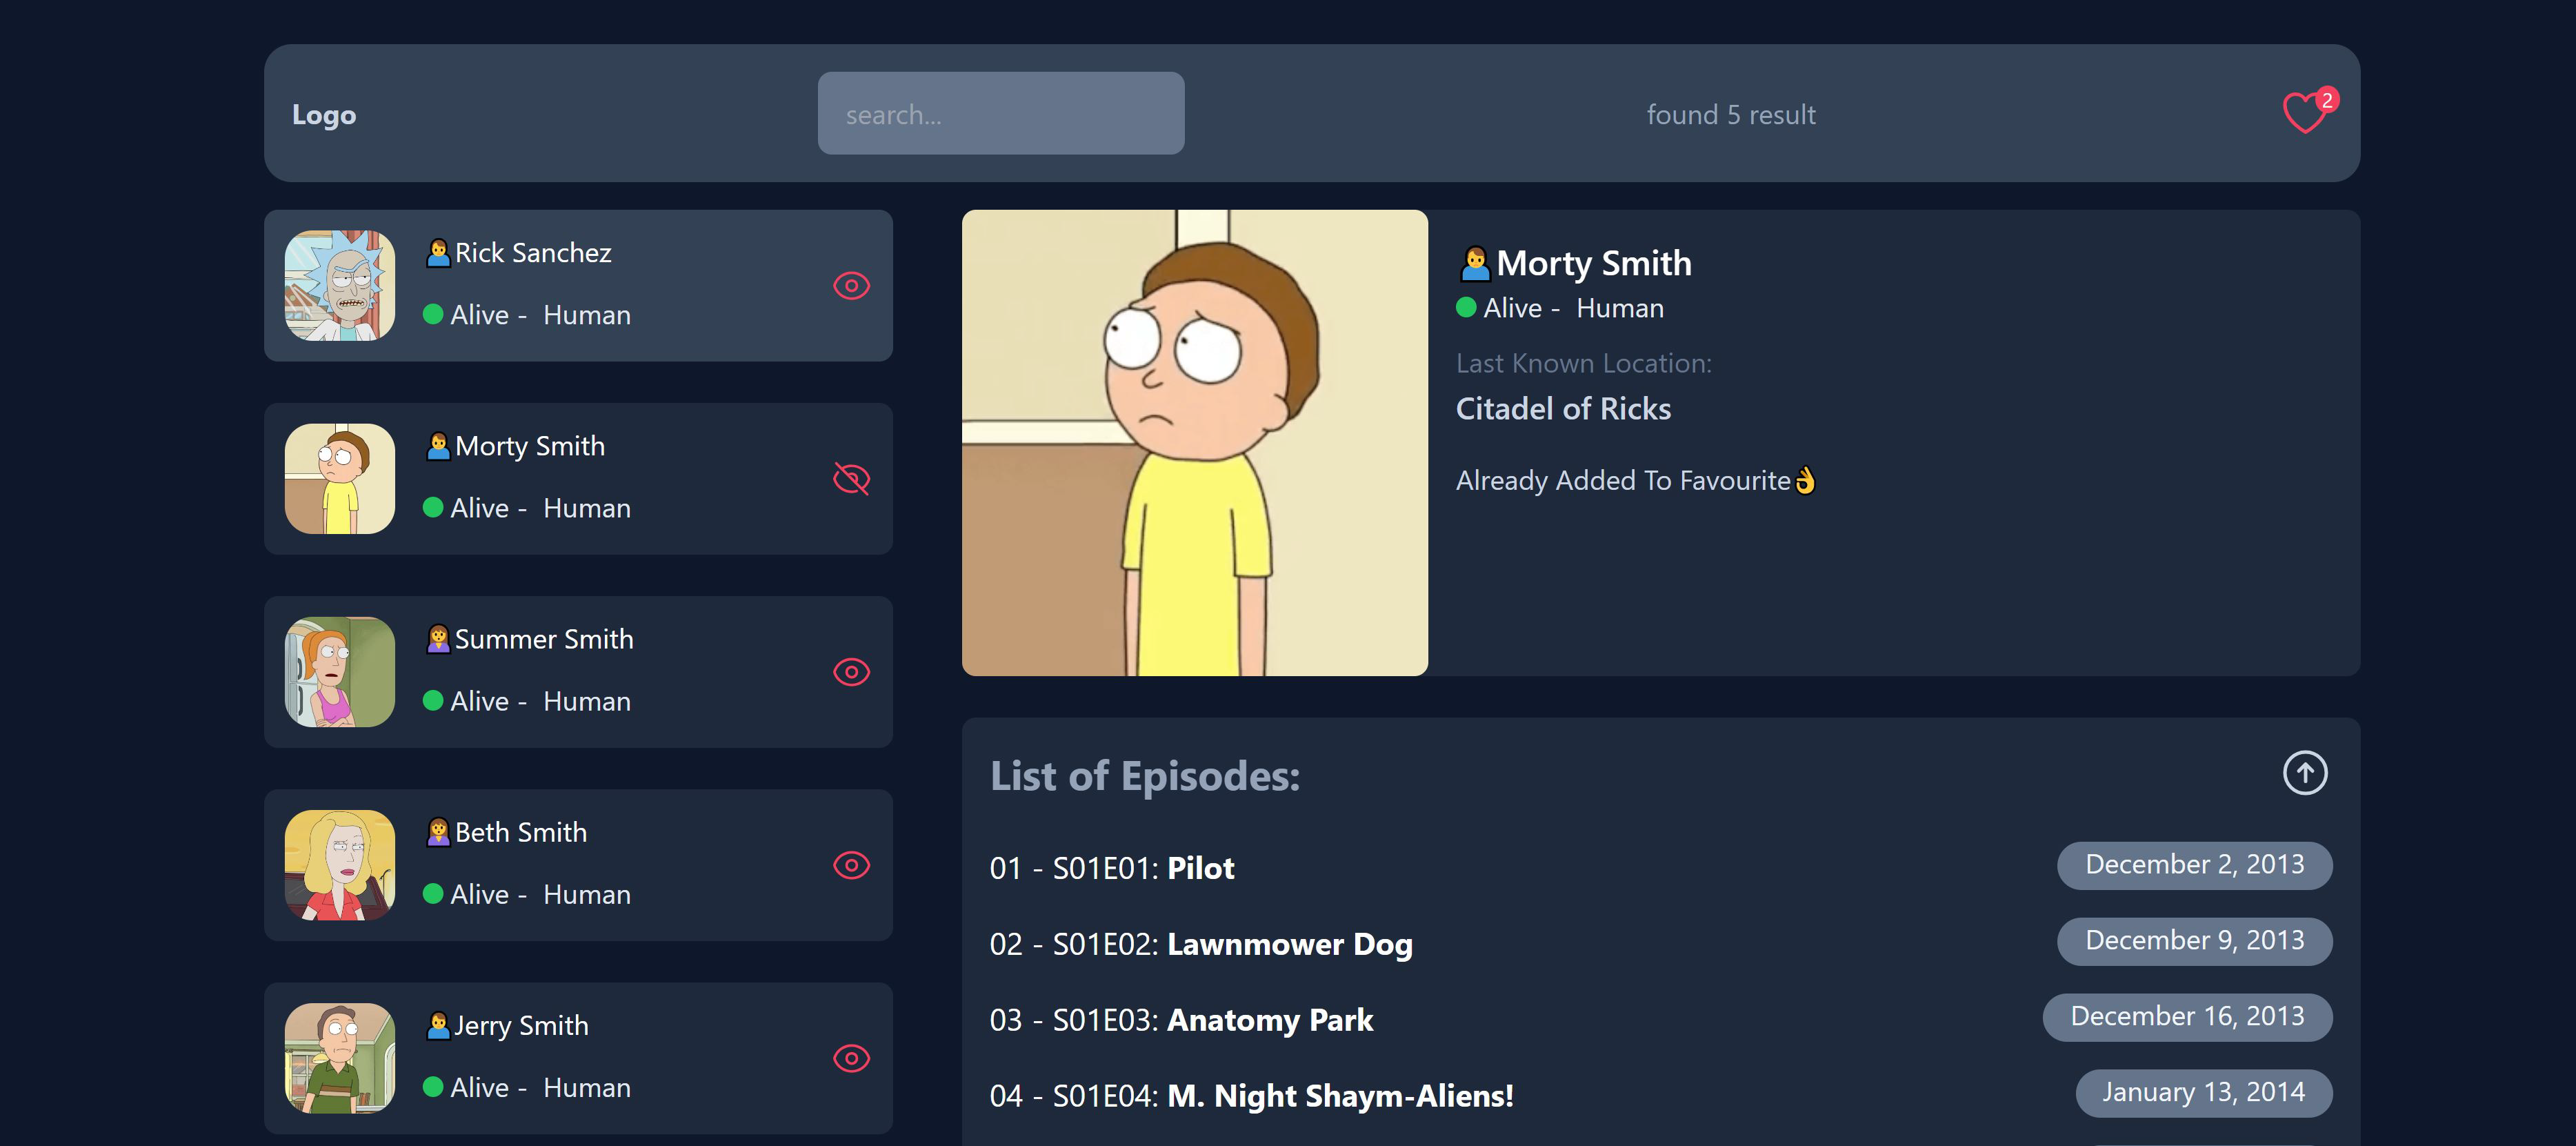 Logo
search...
found 5 result
2
🙍‍♂️Rick Sanchez
Alive - Human
🙍‍♂️Morty Smith
Alive - Human
🙍‍♀️Summer Smith
Alive - Human
🙍‍♀️Beth Smith
Alive - Human
🙍‍♂️Jerry Smith
Alive - Human
🙍‍♂️Morty Smith
Alive - Human
Last Known Location:
Citadel of Ricks
Already Added To Favourite👌
List of Episodes:
01 - S01E01: Pilot December 2, 2013
02 - S01E02: Lawnmower Dog December 9, 2013
03 - S01E03: Anatomy Park December 16, 2013
04 - S01E04: M. Night Shaym-Aliens! January 13, 2014